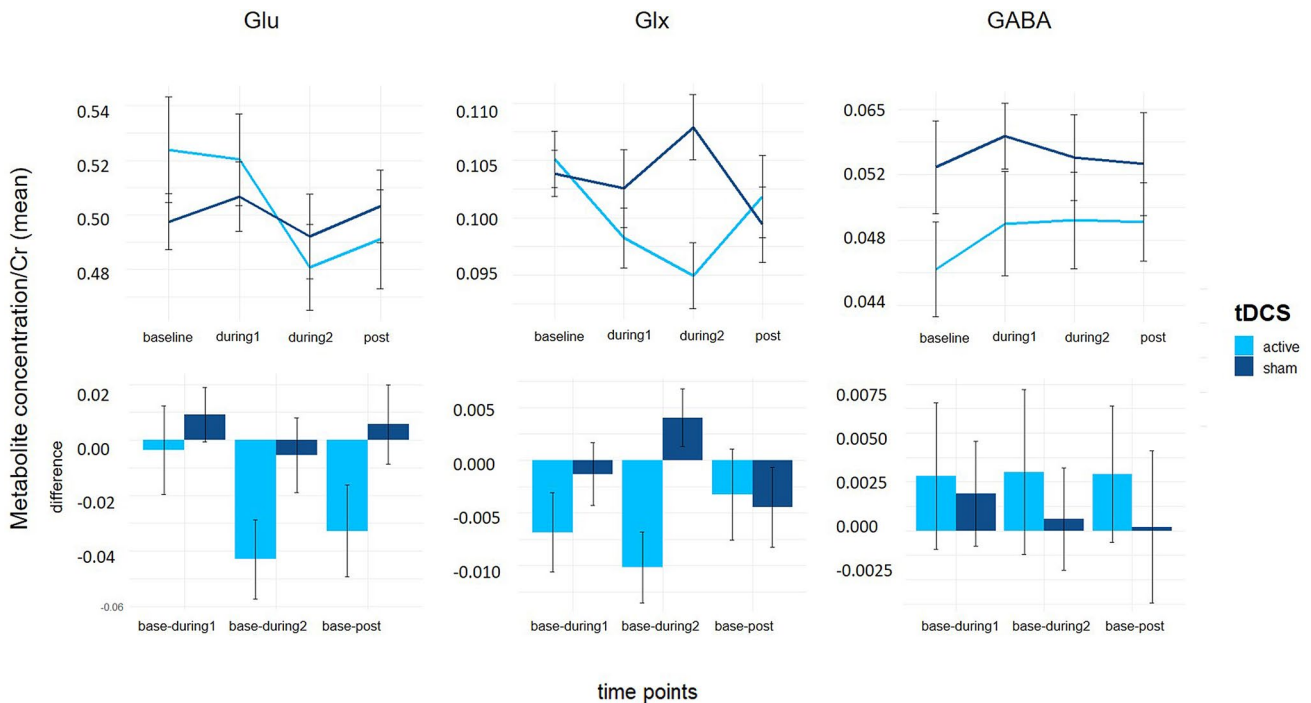 Glu
Glx
GABA
Metabolite concentration/Cr (mean)
0.54
0.52
0.50
0.48
baseline during1 during2 post
0.110
0.105
0.100
0.095
baseline during1 during2 post
0.065
0.052
0.048
0.044
baseline during1 during2 post
tDCS
active
sham
difference
0.02
0.00
-0.02
-0.04
-0.06
base-during1 base-during2 base-post
0.005
0.000
-0.005
-0.010
base-during1 base-during2 base-post
0.0075
0.0050
0.0025
0.000
-0.0025
base-during1 base-during2 base-post
time points